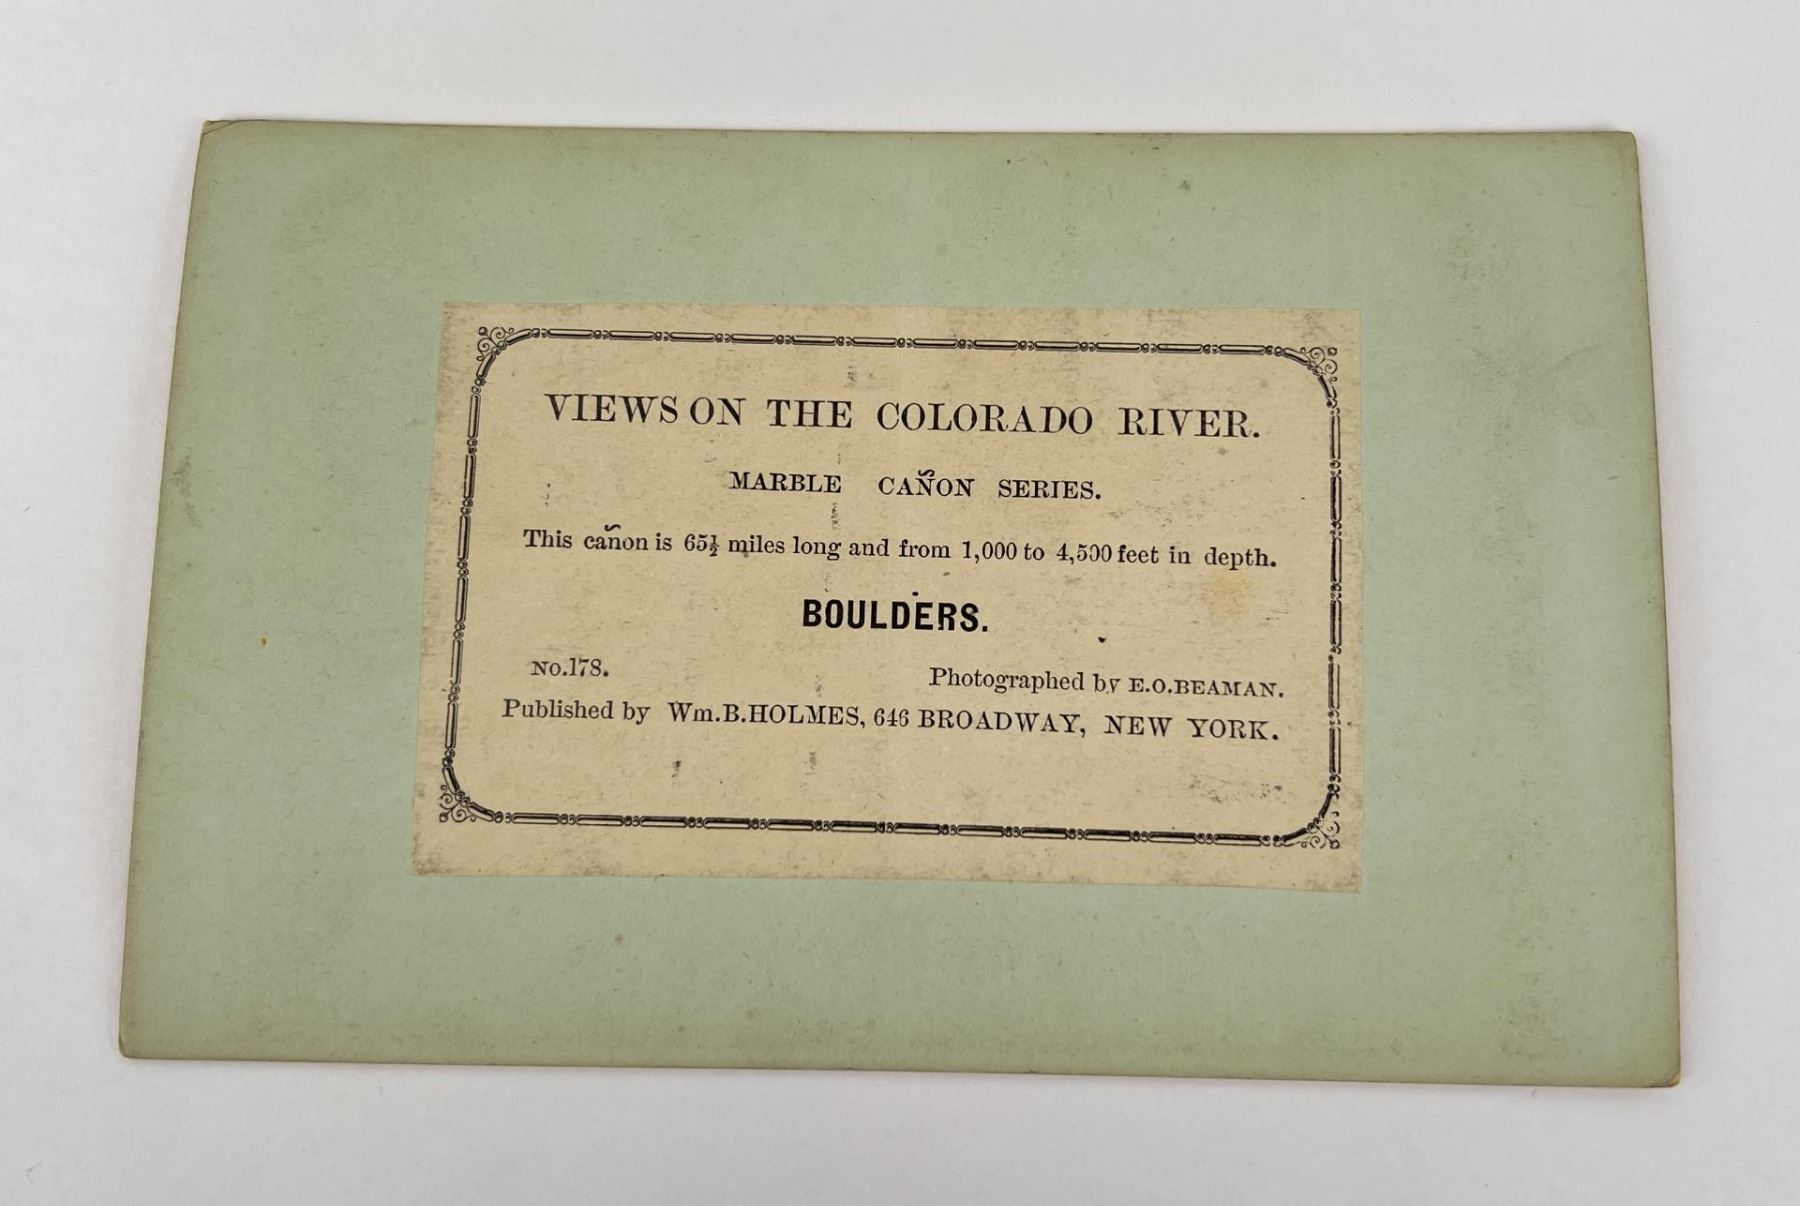 VIEWS ON THE COLORADO RIVER.
MARBLE CAÑON SERIES.
This cañon is 65½ miles long and from 1,000 to 4,500 feet in depth.
BOULDERS.
No.178. Photographed by E.O.BEAMAN.
Published by Wm.B.HOLMES, 646 BROADWAY, NEW YORK.